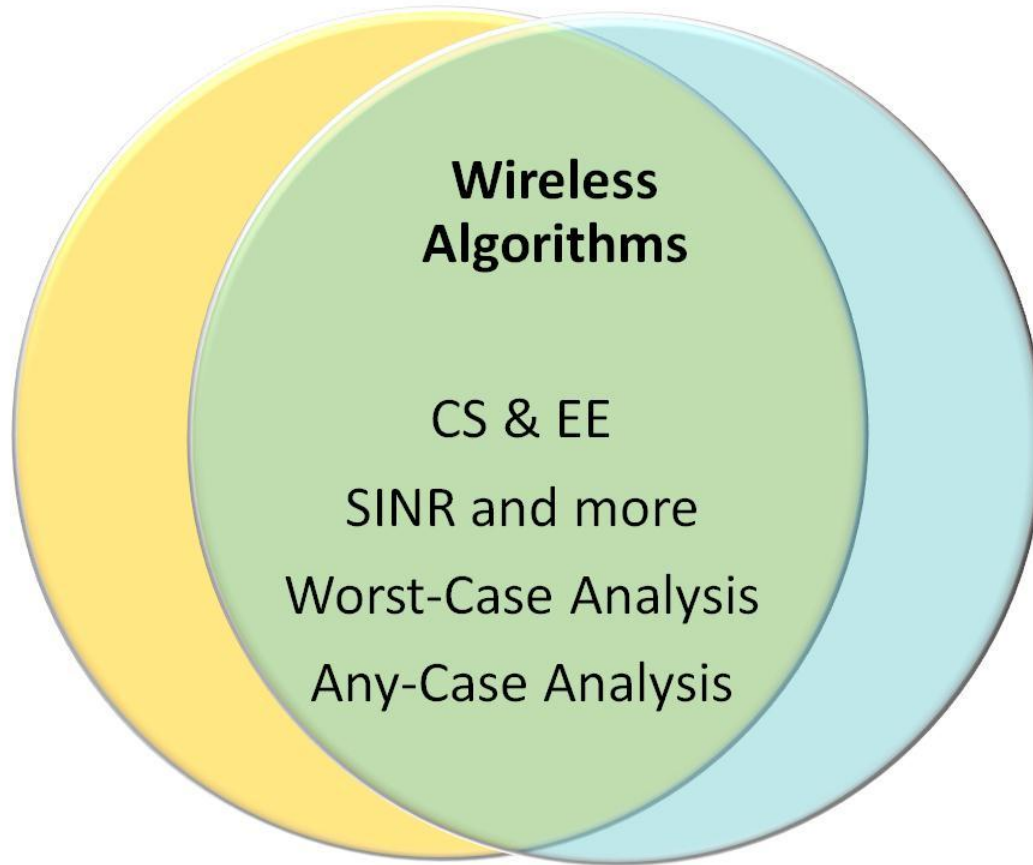 Wireless
Algorithms
CS & EE
SINR and more
Worst-Case Analysis
Any-Case Analysis